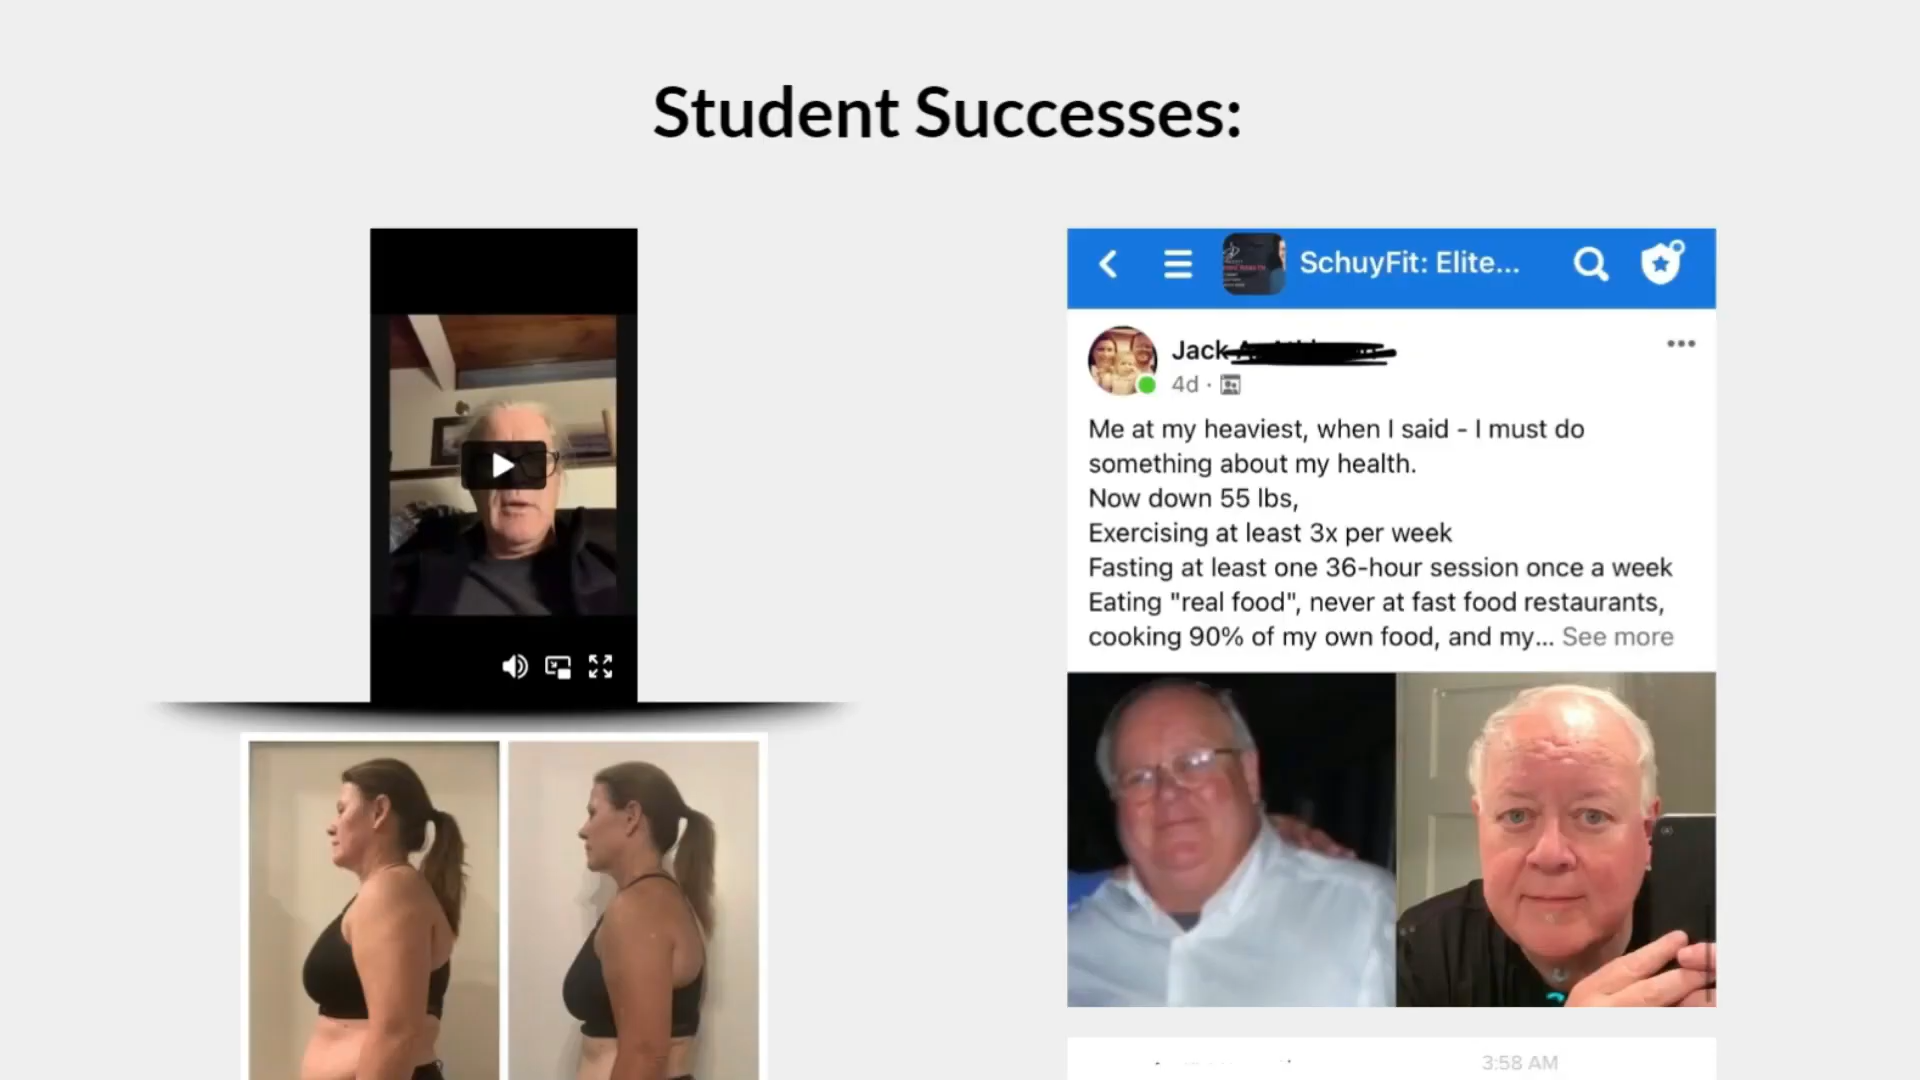 Student Successes:
SchuyFit: Elite...
Jack
4d ·
Me at my heaviest, when I said - I must do
something about my health.
Now down 55 lbs,
Exercising at least 3x per week
Fasting at least one 36-hour session once a week
Eating "real food", never at fast food restaurants,
cooking 90% of my own food, and my... See more
3:58 AM